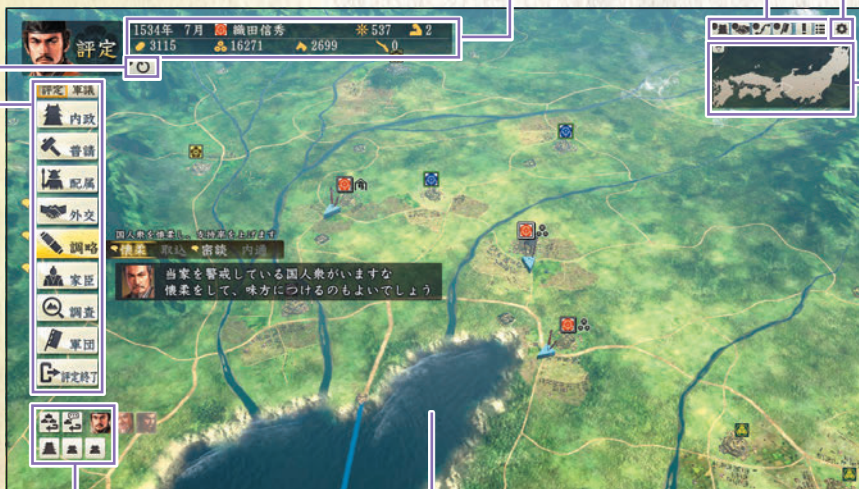 評定
1534年 7月 織田信秀 537 2
3115 16271 2699 0
評定 軍議
内政
普請
配属
外交
調略
家臣
調査
軍団
評定終了
国人衆を懐柔し、支持率を上げます
懐柔 取込 密談 内通
当家を警戒している国人衆がいますな
懐柔をして、味方につけるのもよいでしょう